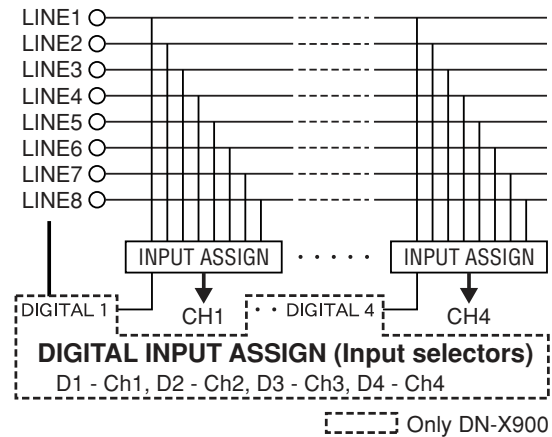 LINE1
LINE2
LINE3
LINE4
LINE5
LINE6
LINE7
LINE8
INPUT ASSIGN · · · · · INPUT ASSIGN
DIGITAL 1 CH1 · · DIGITAL 4 CH4
DIGITAL INPUT ASSIGN (Input selectors)
D1 - Ch1, D2 - Ch2, D3 - Ch3, D4 - Ch4
Only DN-X900